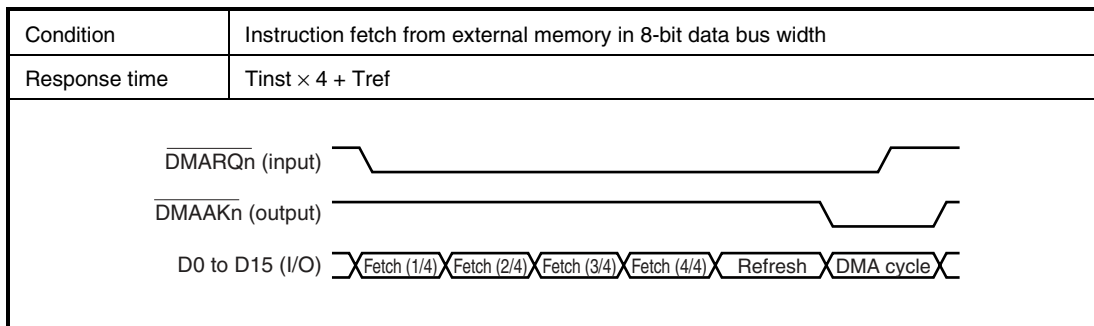 Condition Instruction fetch from external memory in 8-bit data bus width
Response time Tinst × 4 + Tref
DMARQn (input)
DMAAKn (output)
D0 to D15 (I/O) Fetch (1/4) Fetch (2/4) Fetch (3/4) Fetch (4/4) Refresh DMA cycle